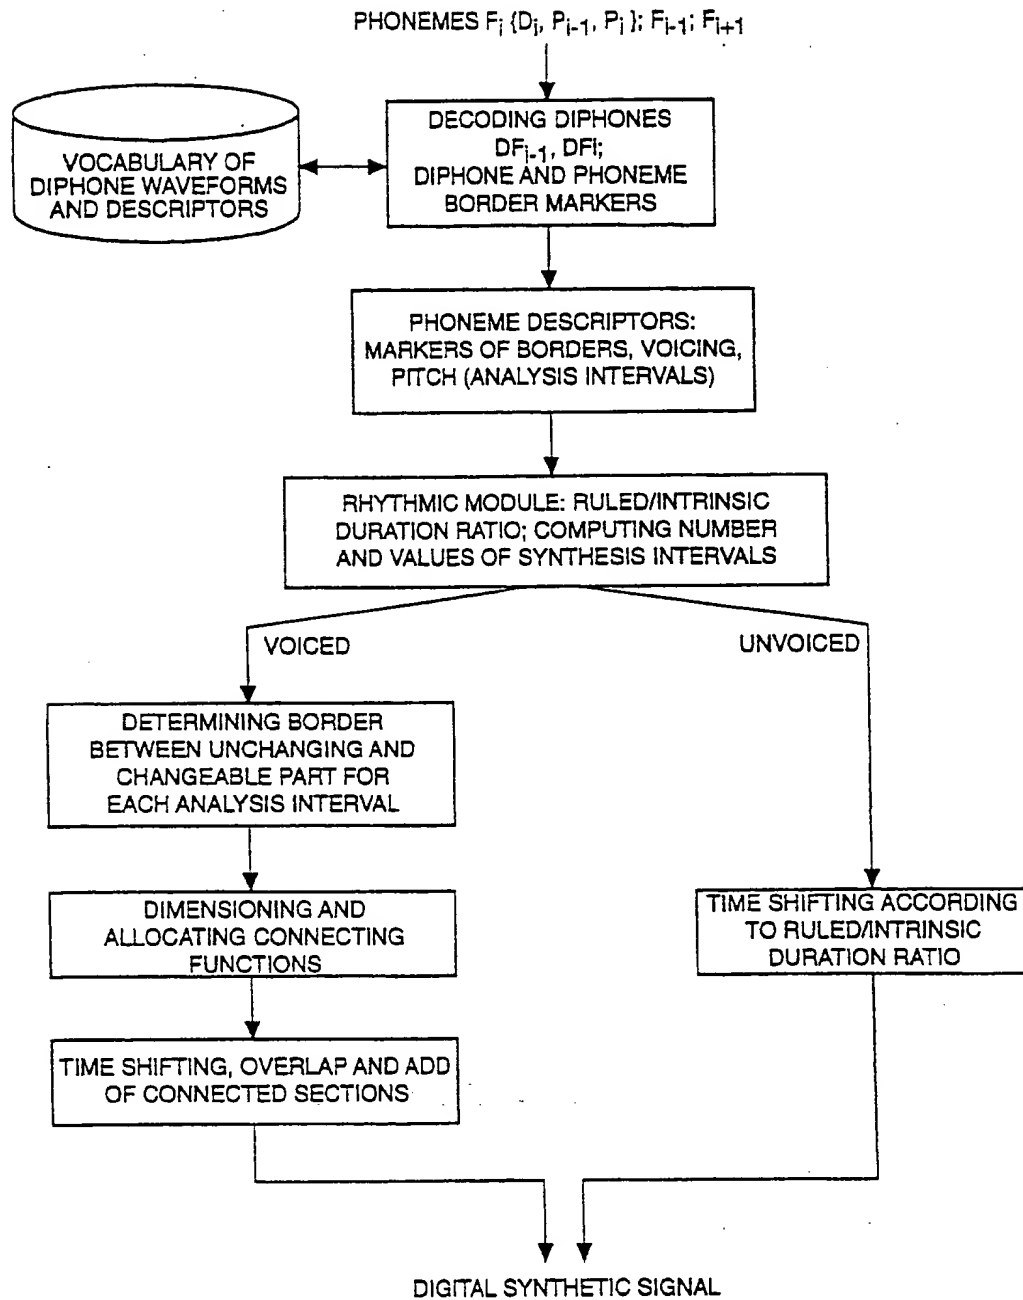 PHONEMES Fi {Di, Pi-1, Pi }; Fi-1; Fi+1
VOCABULARY OF
DIPHONE WAVEFORMS
AND DESCRIPTORS
DECODING DIPHONES
DFi-1, DFi;
DIPHONE AND PHONEME
BORDER MARKERS
PHONEME DESCRIPTORS:
MARKERS OF BORDERS, VOICING,
PITCH (ANALYSIS INTERVALS)
RHYTHMIC MODULE: RULED/INTRINSIC
DURATION RATIO; COMPUTING NUMBER
AND VALUES OF SYNTHESIS INTERVALS
VOICED
UNVOICED
DETERMINING BORDER
BETWEEN UNCHANGING AND
CHANGEABLE PART FOR
EACH ANALYSIS INTERVAL
DIMENSIONING AND
ALLOCATING CONNECTING
FUNCTIONS
TIME SHIFTING ACCORDING
TO RULED/INTRINSIC
DURATION RATIO
TIME SHIFTING, OVERLAP AND ADD
OF CONNECTED SECTIONS
DIGITAL SYNTHETIC SIGNAL